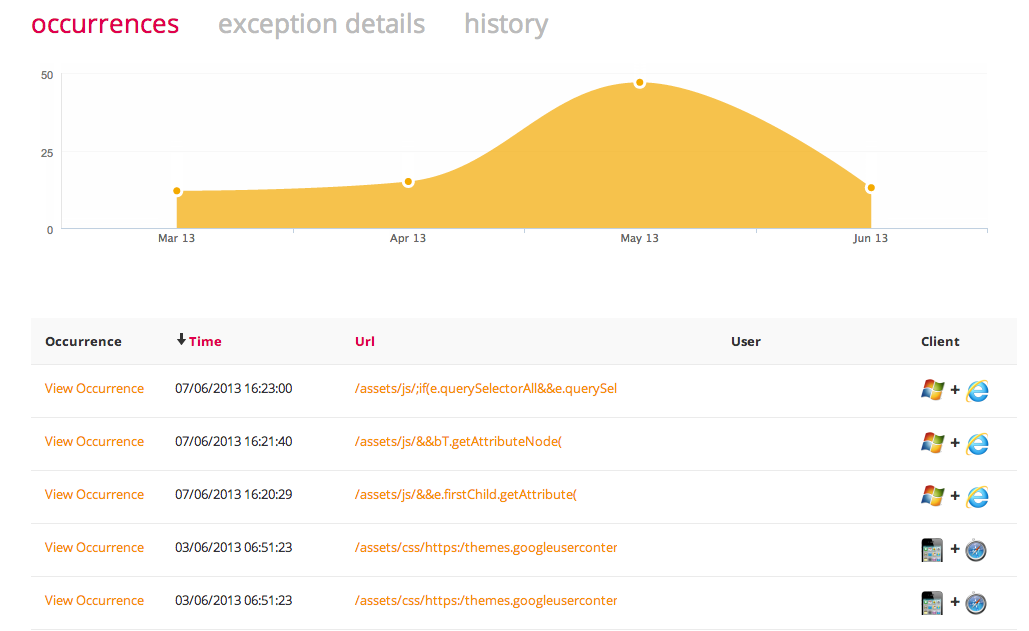 occurrences exception details history
50
25
0
Mar 13 Apr 13 May 13 Jun 13
Occurrence Time Url User Client
View Occurrence 07/06/2013 16:23:00 /assets/js/;if(e.querySelectorAll&&e.querySel +
View Occurrence 07/06/2013 16:21:40 /assets/js/&&bT.getAttributeNode( +
View Occurrence 07/06/2013 16:20:29 /assets/js/&&e.firstChild.getAttribute( +
View Occurrence 03/06/2013 06:51:23 /assets/css/https:/themes.googleuserconter +
View Occurrence 03/06/2013 06:51:23 /assets/css/https:/themes.googleuserconter +